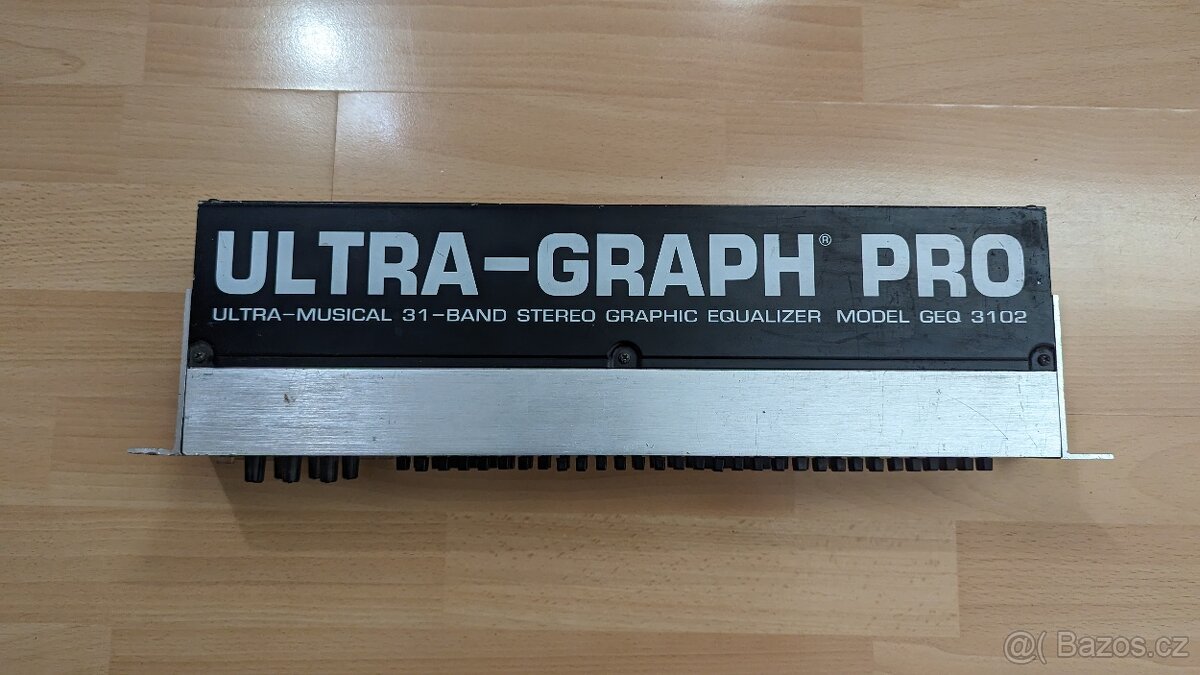 ULTRA-GRAPH® PRO
ULTRA-MUSICAL 31-BAND STEREO GRAPHIC EQUALIZER MODEL GEQ 3102
@( Bazos.cz